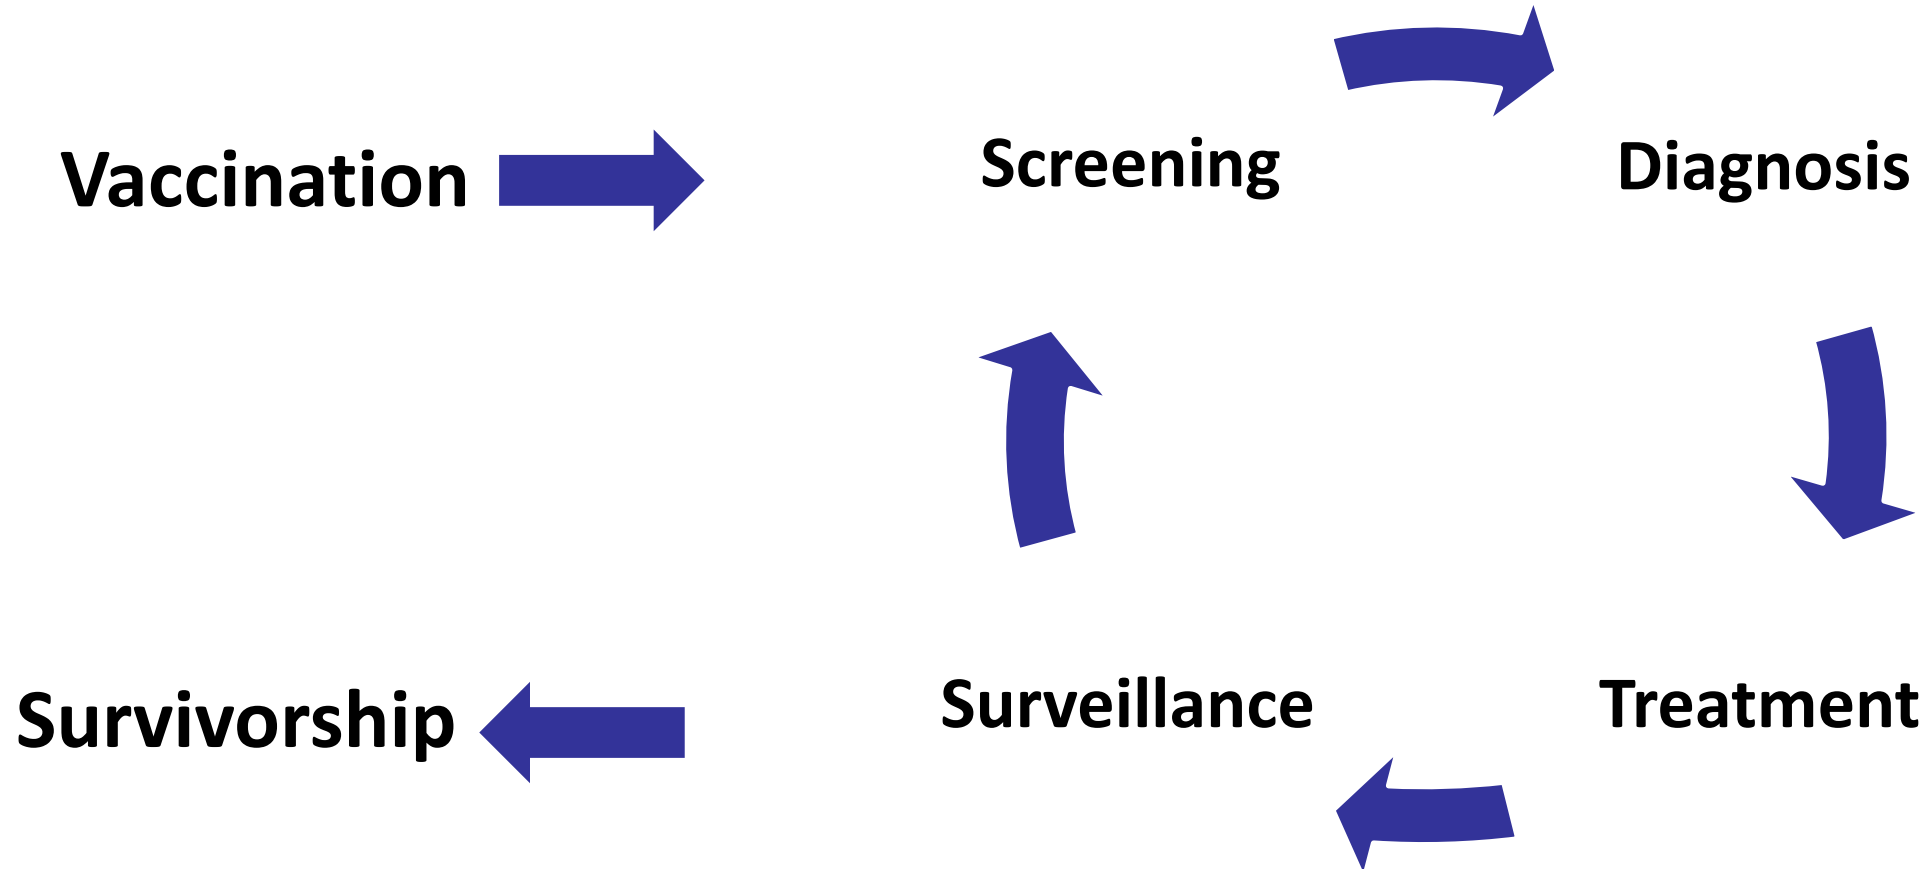 Vaccination
Screening
Diagnosis
Survivorship
Surveillance
Treatment